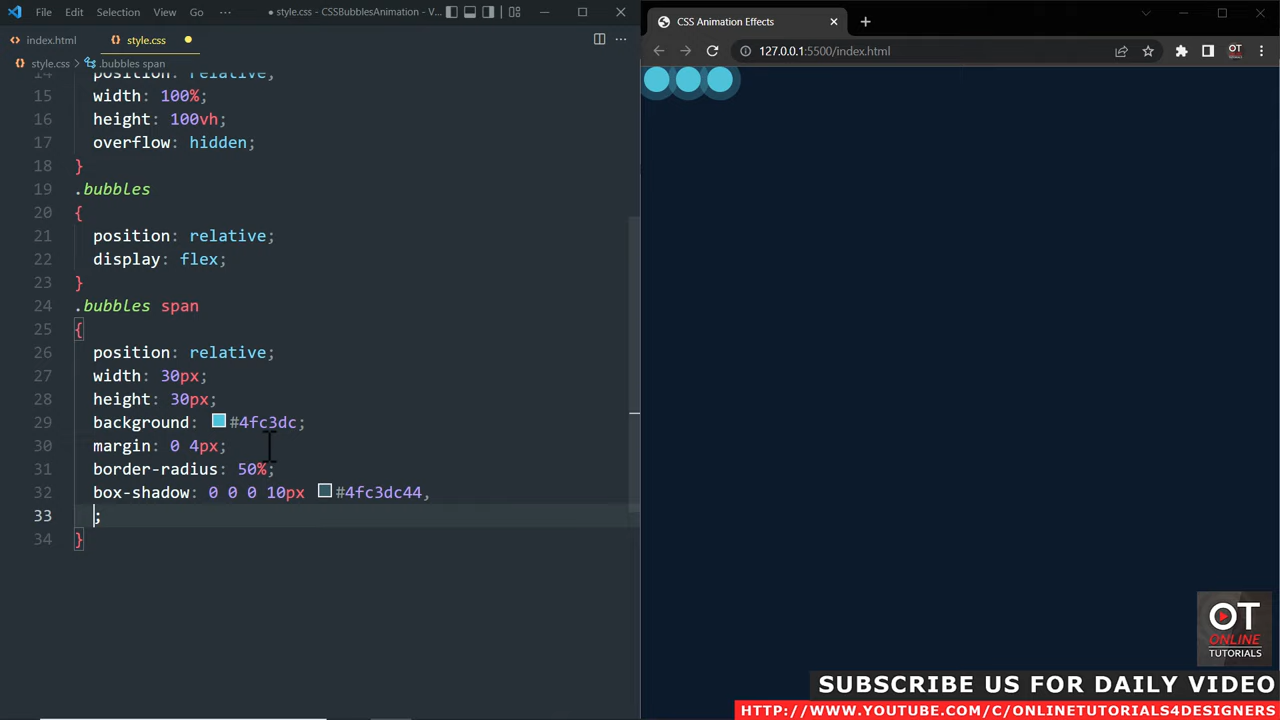 File Edit Selection View Go ··· ● style.css - CSSBubblesAnimation - V...
index.html style.css
style.css > .bubbles span
14 position: relative;
15 width: 100%;
16 height: 100vh;
17 overflow: hidden;
18 }
19 .bubbles
20 {
21 position: relative;
22 display: flex;
23 }
24 .bubbles span
25 {
26 position: relative;
27 width: 30px;
28 height: 30px;
29 background: #4fc3dc;
30 margin: 0 4px;
31 border-radius: 50%;
32 box-shadow: 0 0 0 10px #4fc3dc44,
33 ;
34 }
CSS Animation Effects
127.0.0.1:5500/index.html
OT
OT
ONLINE
TUTORIALS
SUBSCRIBE US FOR DAILY VIDEO
HTTP://WWW.YOUTUBE.COM/C/ONLINETUTORIALS4DESIGNERS